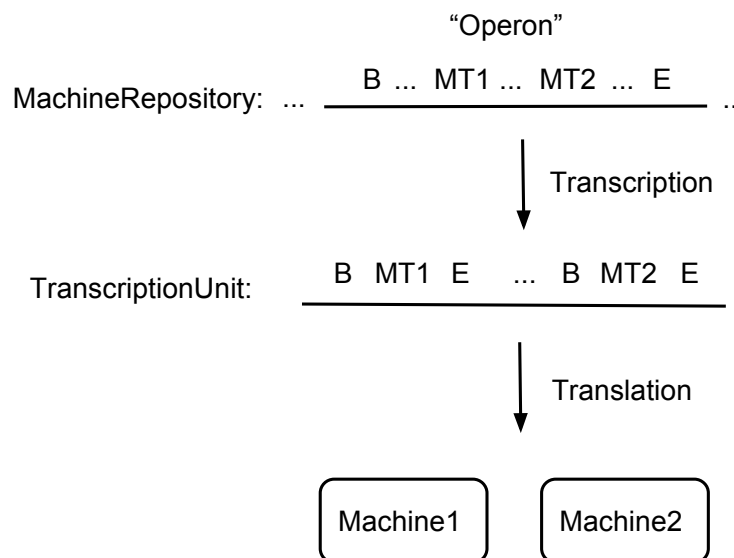 “Operon”
B ... MT1 ... MT2 ... E
MachineRepository: ... ..
Transcription
B MT1 E ... B MT2 E
TranscriptionUnit:
Translation
Machine1 Machine2